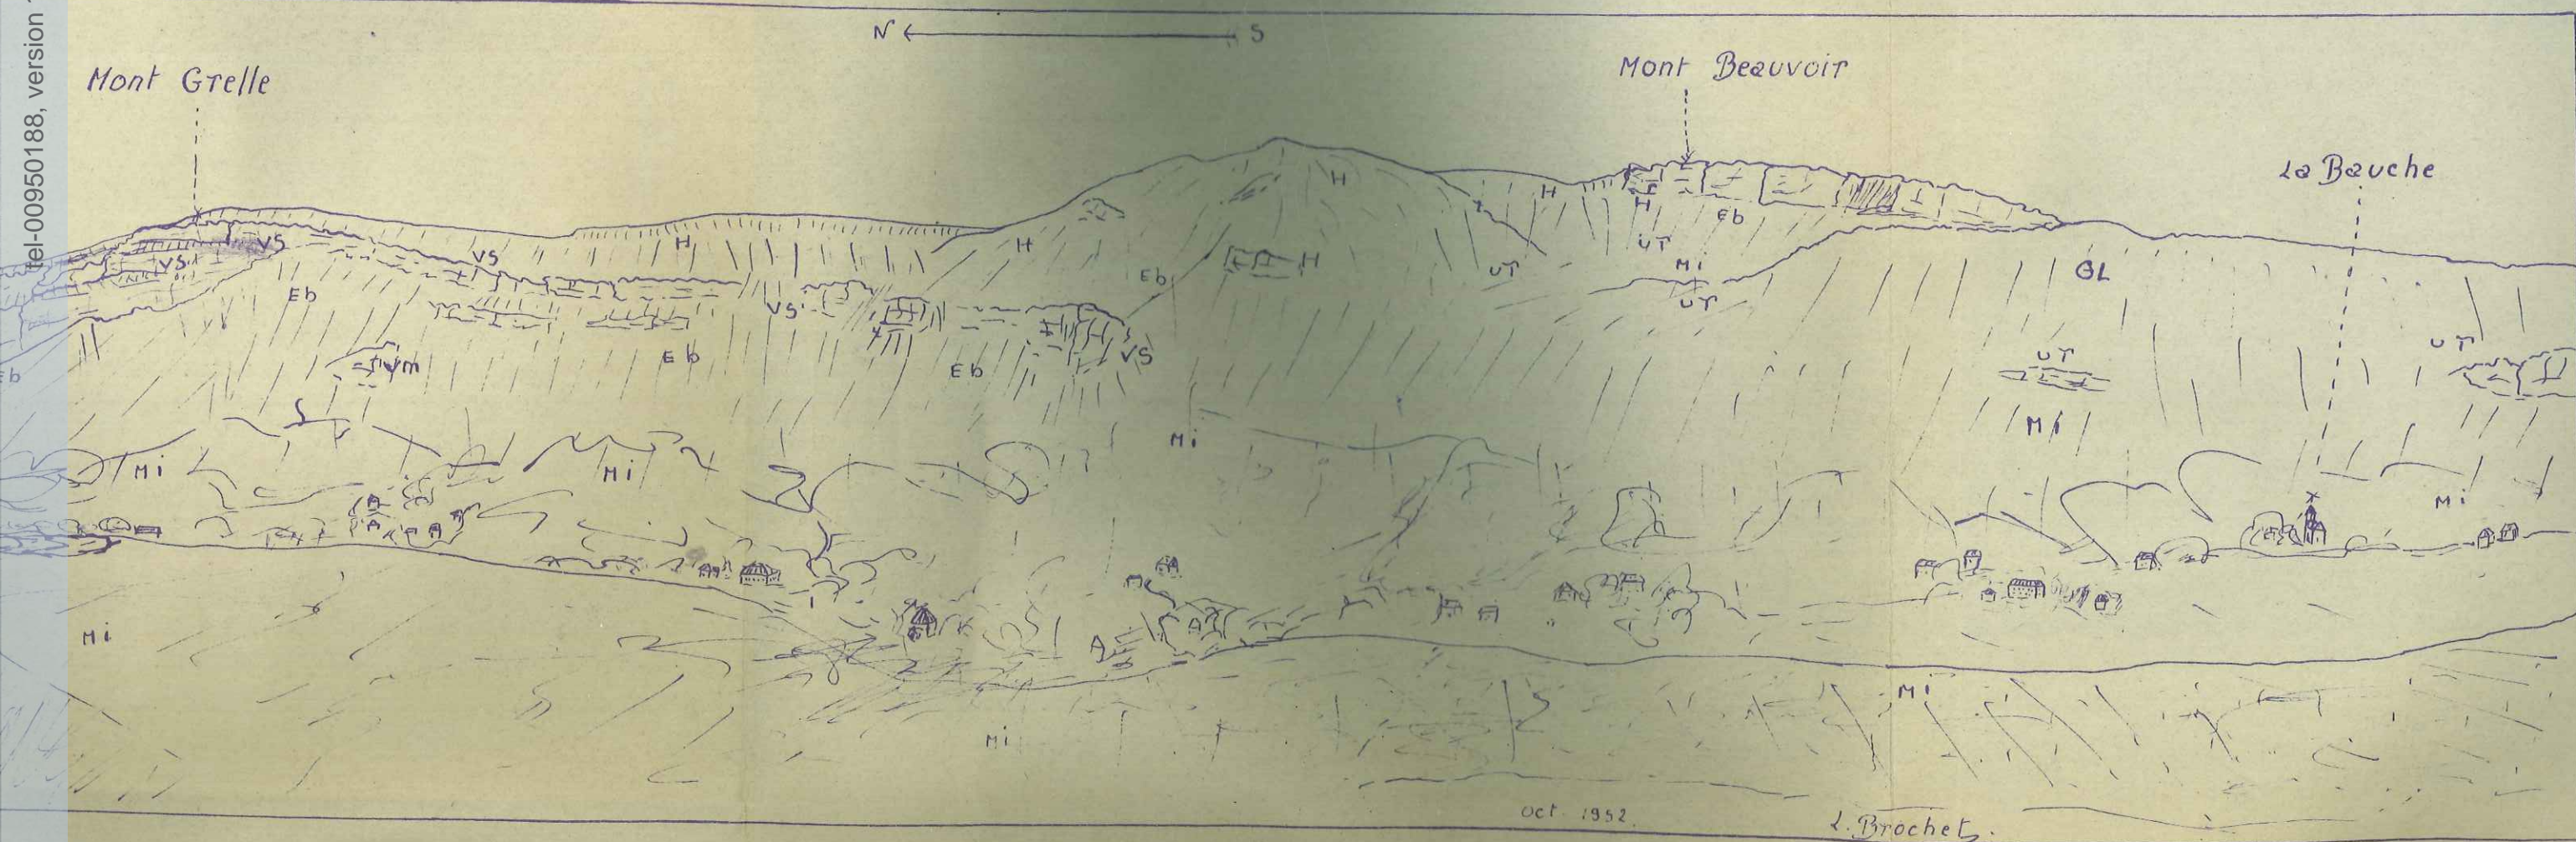 tel-00950188, version
N ← S
Mont Grelle
Mont Beauvoir
La Bauche
H
H
H
H
H
H
VS
VS
VS
VS
VS
Eb
Eb
Eb
Eb
Eb
Eb
UT
UT
UT
UT
UT
GL
Mi
Mi
Mi
Mi
Mi
Mi
Mi
Mi
Mi
Oct. 1952.
L. Brochet.